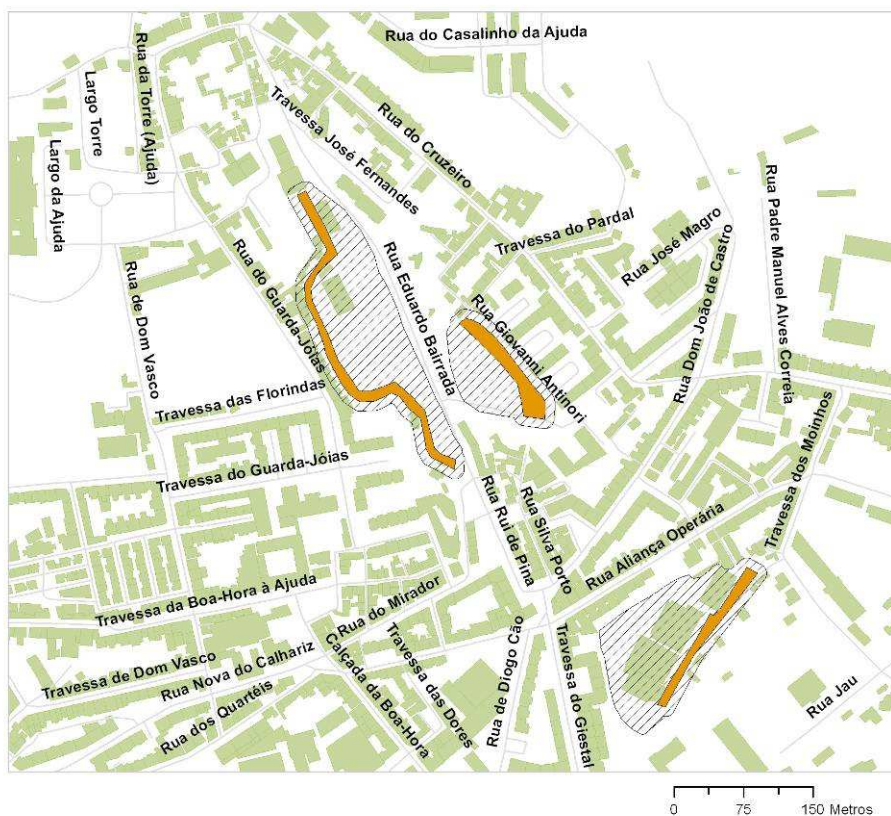 Rua do Casalinho da Ajuda
Rua da Torre (Ajuda)
Largo Torre
Largo da Ajuda
Travessa José Fernandes
Rua do Cruzeiro
Travessa do Pardal
Rua José Magro
Rua Padre Manuel Alves Correia
Rua Dom João de Castro
Rua de Dom Vasco
Rua do Guarda-Jóias
Rua Eduardo Bairrada
Rua Giovanni Antinori
Travessa das Florindas
Travessa do Guarda-Jóias
Travessa dos Moinhos
Rua Rui de Pina
Rua Silva Porto
Rua Aliança Operária
Travessa da Boa-Hora à Ajuda
Rua do Mirador
Travessa de Dom Vasco
Rua Nova do Calhariz
Rua dos Quartéis
Calçada da Boa-Hora
Travessa das Dores
Rua de Diogo Cão
Travessa do Giestal
Rua Jau
0 75 150 Metros